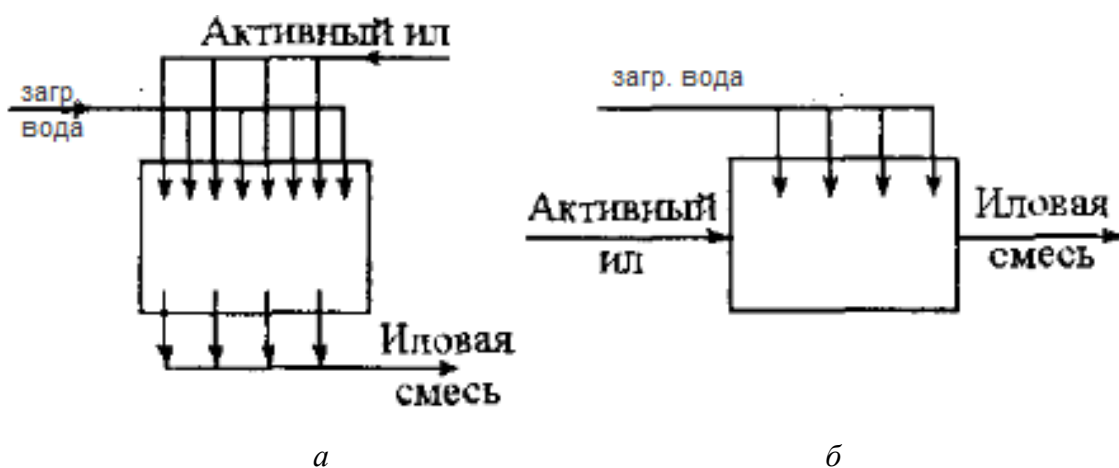 Активный ил
загр.
вода
Иловая
смесь
а
загр. вода
Активный
ил
Иловая
смесь
б